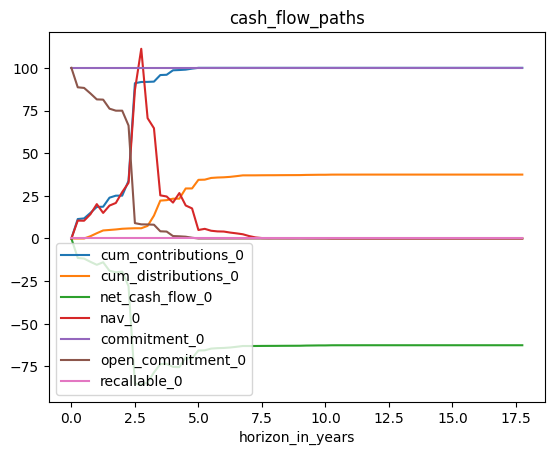 cash_flow_paths
100
75
50
25
0
−25
−50
−75
cum_contributions_0
cum_distributions_0
net_cash_flow_0
nav_0
commitment_0
open_commitment_0
recallable_0
0.0 2.5 5.0 7.5 10.0 12.5 15.0 17.5
horizon_in_years